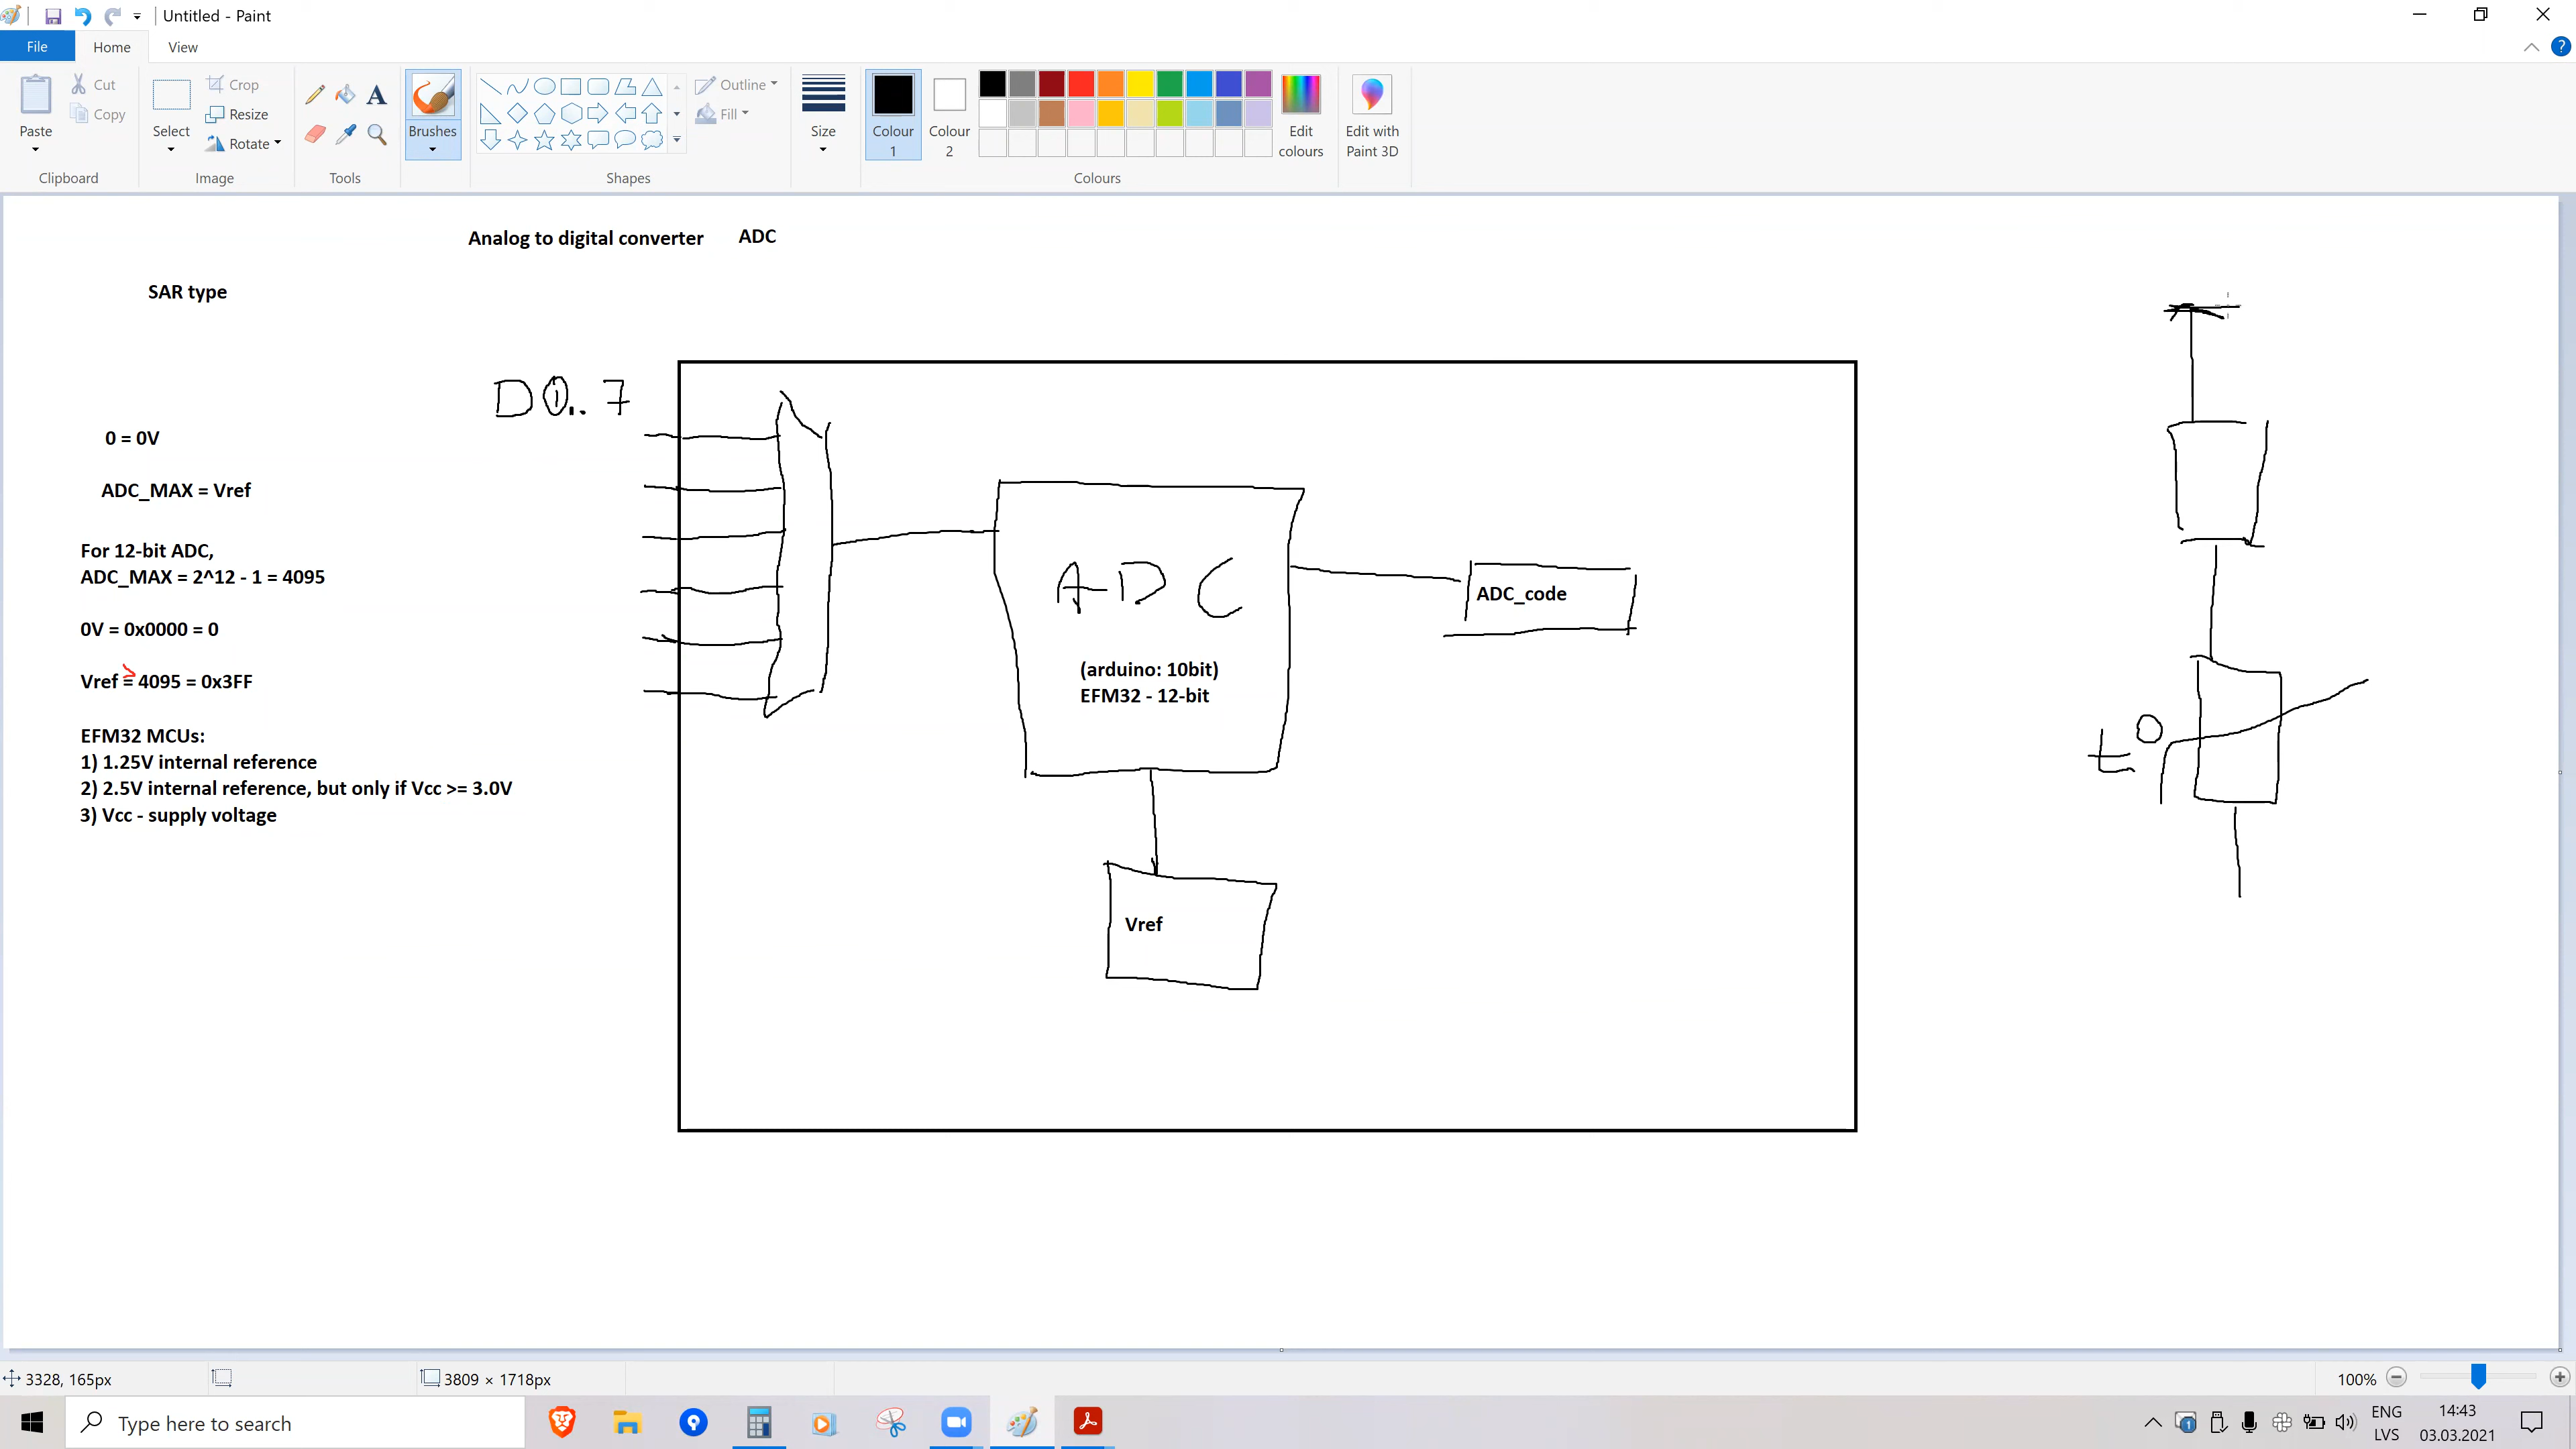 Untitled - Paint
File Home View
Paste
Cut
Copy
Clipboard
Select
Crop
Resize
Rotate
Image
Tools
Brushes
Outline
Fill
Shapes
Size
Colour 1
Colour 2
Edit colours
Edit with Paint 3D
Colours
Analog to digital converter ADC
SAR type
D0..7
0 = 0V
ADC_MAX = Vref
For 12-bit ADC,
ADC_MAX = 2^12 - 1 = 4095
0V = 0x0000 = 0
Vref = > 4095 = 0x3FF
EFM32 MCUs:
1) 1.25V internal reference
2) 2.5V internal reference, but only if Vcc >= 3.0V
3) Vcc - supply voltage
ADC
(arduino: 10bit)
EFM32 - 12-bit
ADC_code
Vref
t°
3328, 165px
3809 × 1718px
100%
Type here to search
1
ENG
LVS
14:43
03.03.2021